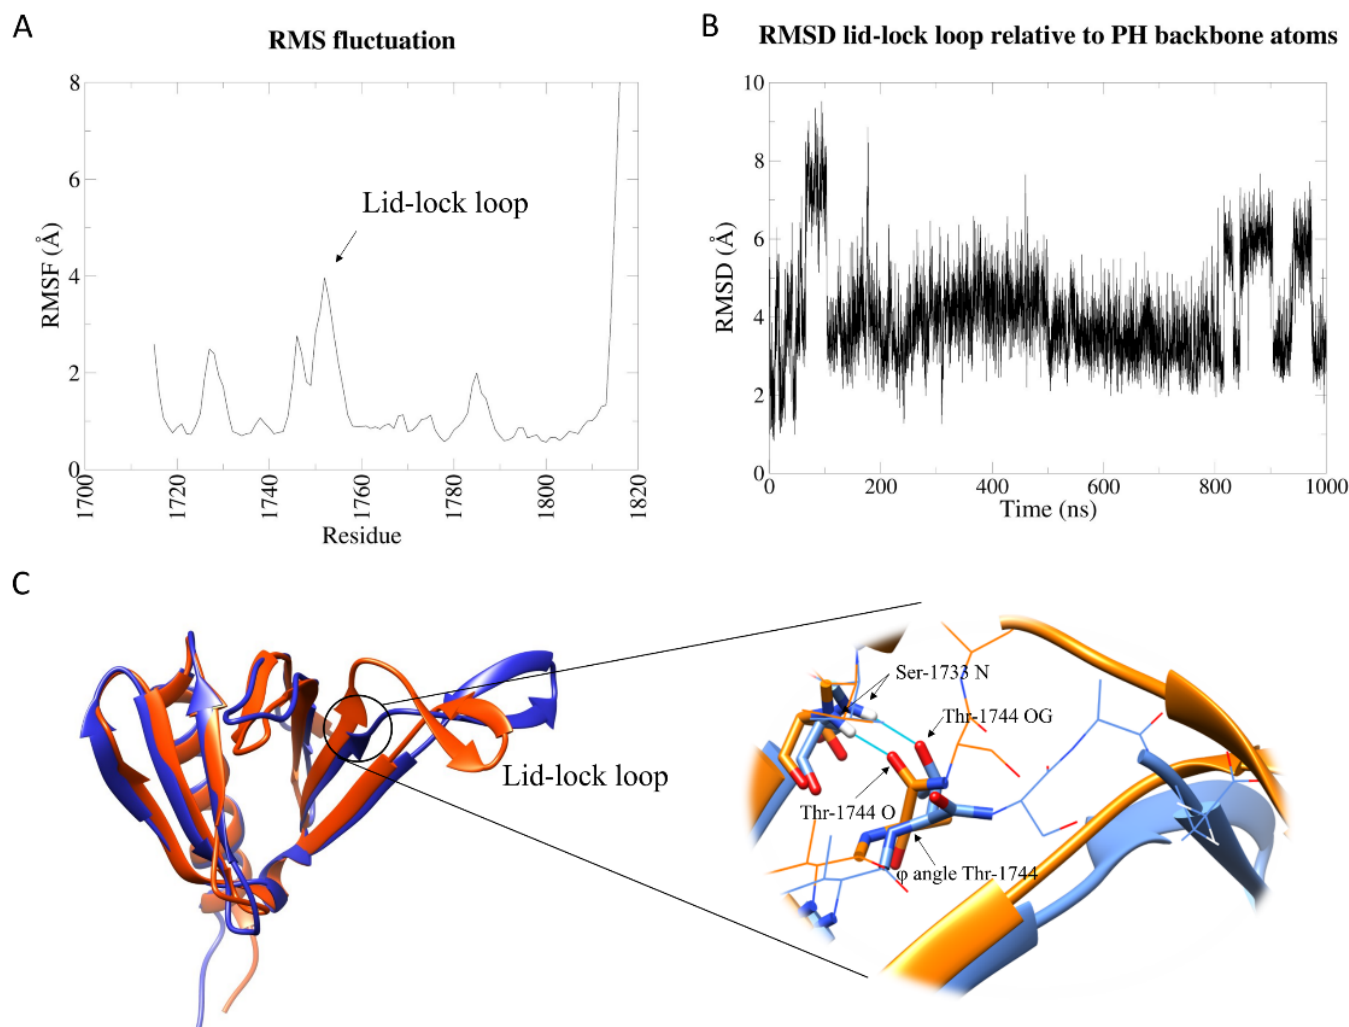 A
RMS fluctuation
8
6
4
2
0
RMSF (Å)
Lid-lock loop
1700
1720
1740
1760
1780
1800
1820
Residue
B
RMSD lid-lock loop relative to PH backbone atoms
10
8
6
4
2
0
RMSD (Å)
0
200
400
600
800
1000
Time (ns)
C
Lid-lock loop
Ser-1733 N
Thr-1744 OG
Thr-1744 O
φ angle Thr-1744